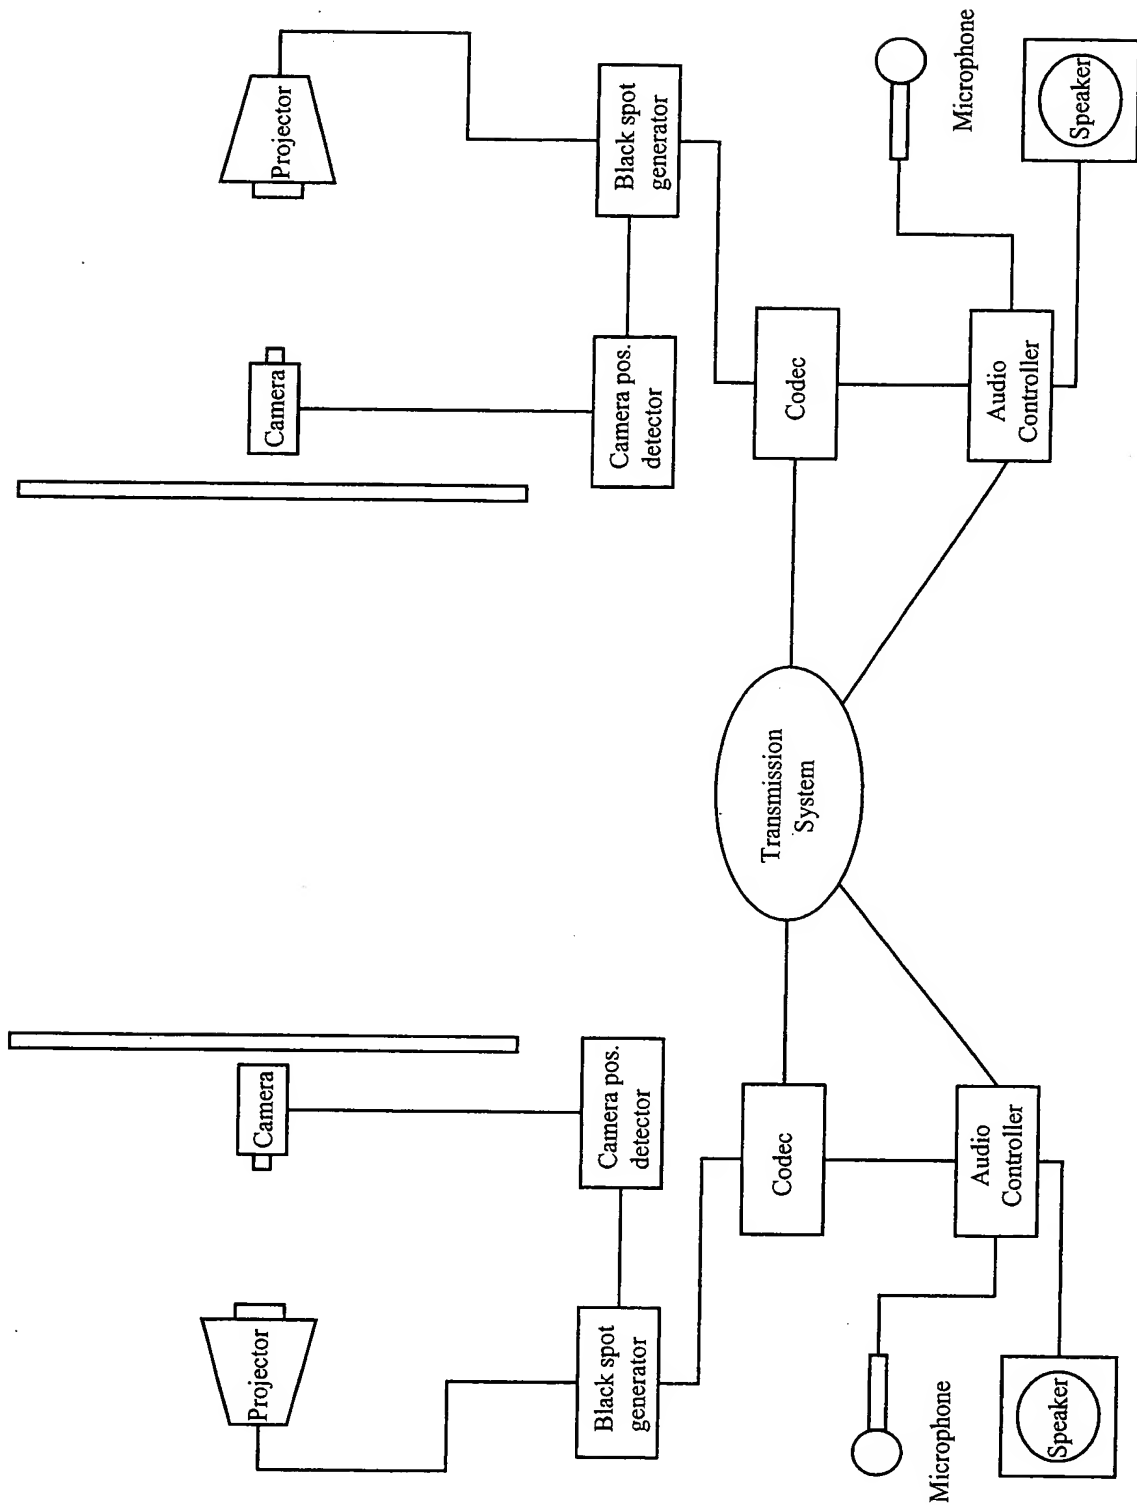 Projector
Camera
Camera
Projector
Black spot
generator
Camera pos.
detector
Camera pos.
detector
Black spot
generator
Codec
Transmission
System
Codec
Microphone
Audio
Controller
Audio
Controller
Microphone
Speaker
Speaker